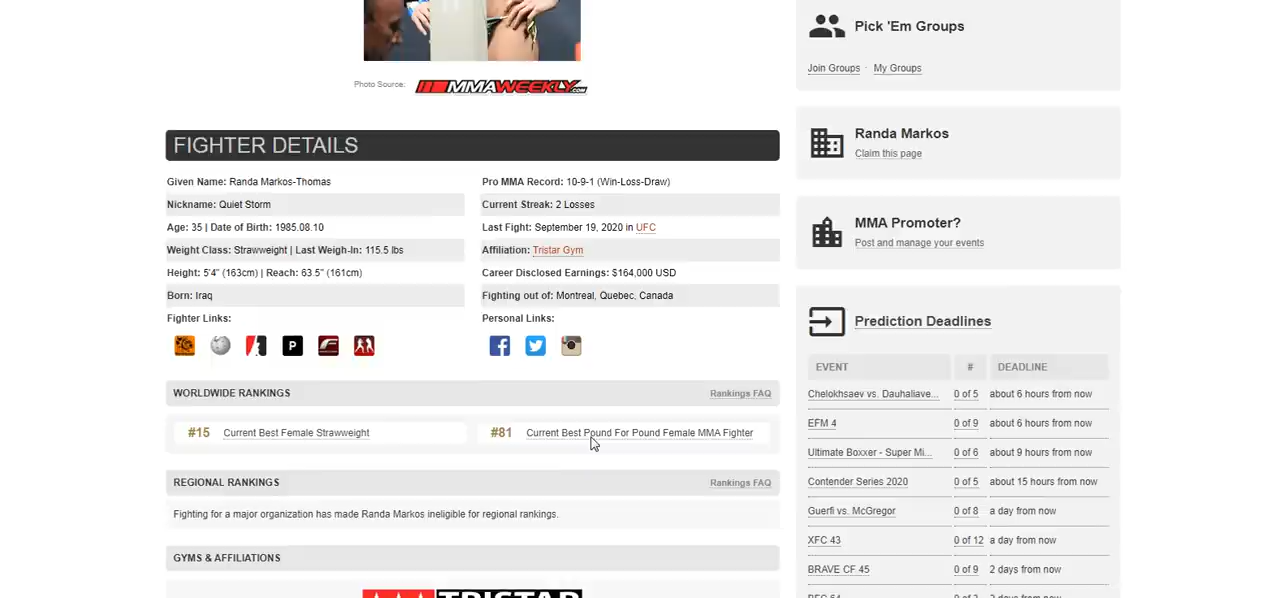 Photo Source: MMAWEEKLY.COM
FIGHTER DETAILS
Given Name: Randa Markos-Thomas
Nickname: Quiet Storm
Age: 35 | Date of Birth: 1985.08.10
Weight Class: Strawweight | Last Weigh-In: 115.5 lbs
Height: 5'4" (163cm) | Reach: 63.5" (161cm)
Born: Iraq
Fighter Links:
P
Pro MMA Record: 10-9-1 (Win-Loss-Draw)
Current Streak: 2 Losses
Last Fight: September 19, 2020 in UFC
Affiliation: Tristar Gym
Career Disclosed Earnings: $164,000 USD
Fighting out of: Montreal, Quebec, Canada
Personal Links:
WORLDWIDE RANKINGS Rankings FAQ
#15 Current Best Female Strawweight
#81 Current Best Pound For Pound Female MMA Fighter
REGIONAL RANKINGS Rankings FAQ
Fighting for a major organization has made Randa Markos ineligible for regional rankings.
GYMS & AFFILIATIONS
TRISTAR
Pick 'Em Groups
Join Groups · My Groups
Randa Markos
Claim this page
MMA Promoter?
Post and manage your events
Prediction Deadlines
EVENT # DEADLINE
Chelokhsaev vs. Dauhaliave... 0 of 5 about 6 hours from now
EFM 4 0 of 9 about 6 hours from now
Ultimate Boxxer - Super Mi... 0 of 6 about 9 hours from now
Contender Series 2020 0 of 5 about 15 hours from now
Guerfi vs. McGregor 0 of 8 a day from now
XFC 43 0 of 12 a day from now
BRAVE CF 45 0 of 9 2 days from now